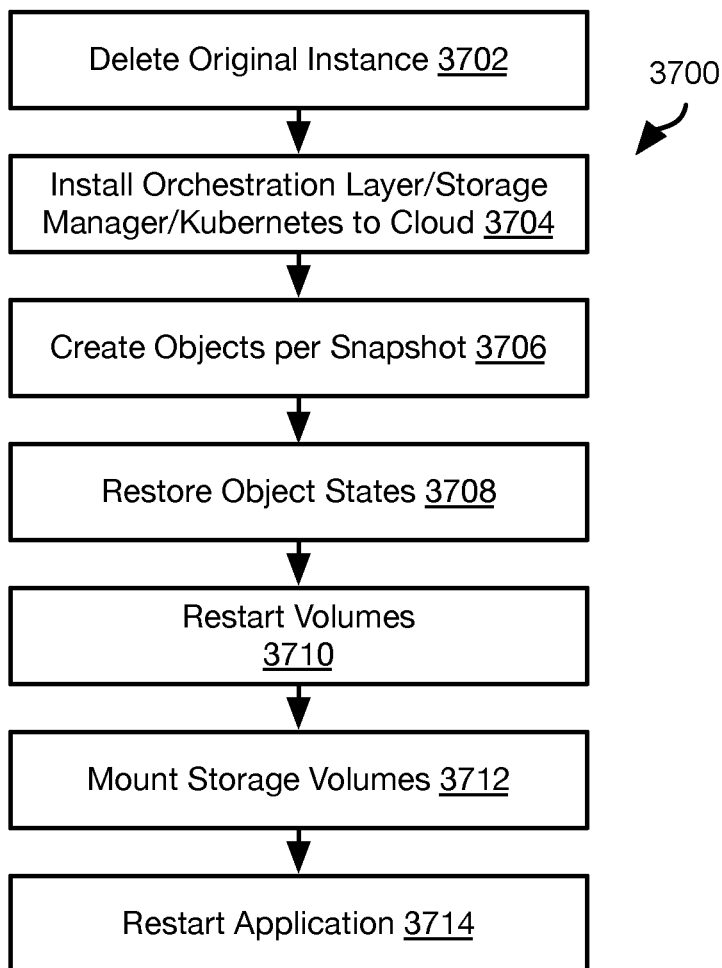 Delete Original Instance 3702
3700
Install Orchestration Layer/Storage
Manager/Kubernetes to Cloud 3704
Create Objects per Snapshot 3706
Restore Object States 3708
Restart Volumes
3710
Mount Storage Volumes 3712
Restart Application 3714